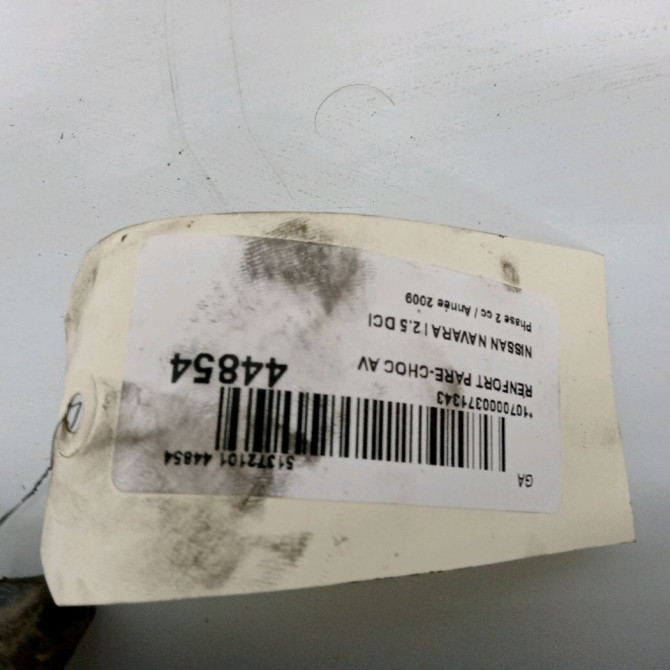 GA
51372101 44854
*1070000371343
RENFORT PARE-CHOC AV
44854
NISSAN NAVARA I 2.5 DCI
Phase 2 cc / Année 2009